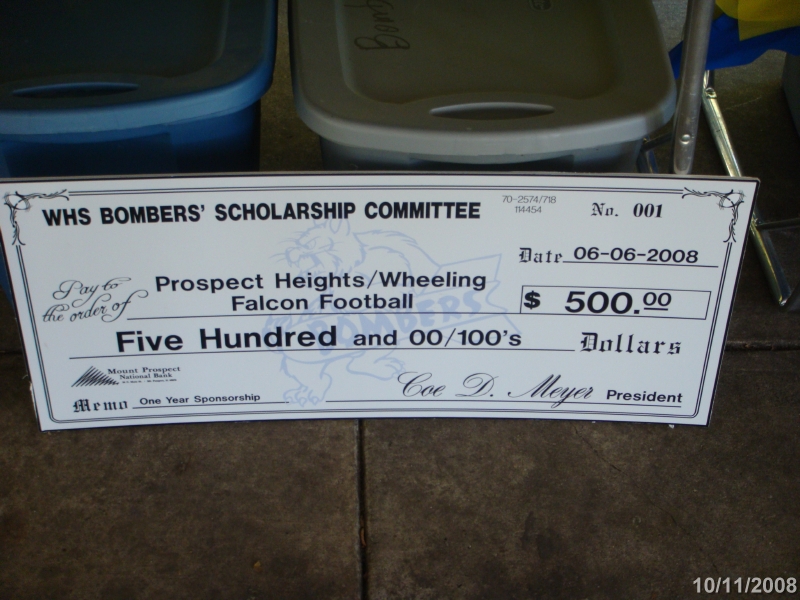 WHS BOMBERS' SCHOLARSHIP COMMITTEE
70-2574/718
114454
No. 001
Date 06-06-2008
Pay to
the order of
Prospect Heights/Wheeling
Falcon Football
$ 500.00
BOMBERS
Five Hundred and 00/100's Dollars
Mount Prospect
National Bank
Memo One Year Sponsorship
Coe D. Meyer President
10/11/2008